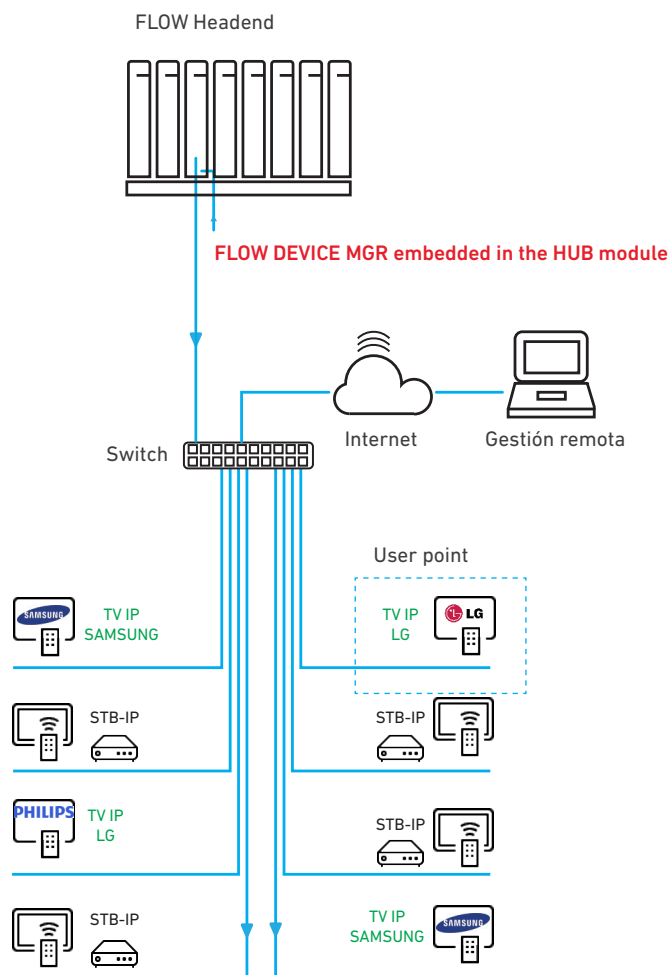 FLOW Headend
FLOW DEVICE MGR embedded in the HUB module
Internet
Gestión remota
Switch
User point
SAMSUNG
TV IP
SAMSUNG
TV IP
LG
LG
STB-IP
STB-IP
PHILIPS
TV IP
LG
STB-IP
STB-IP
TV IP
SAMSUNG
SAMSUNG